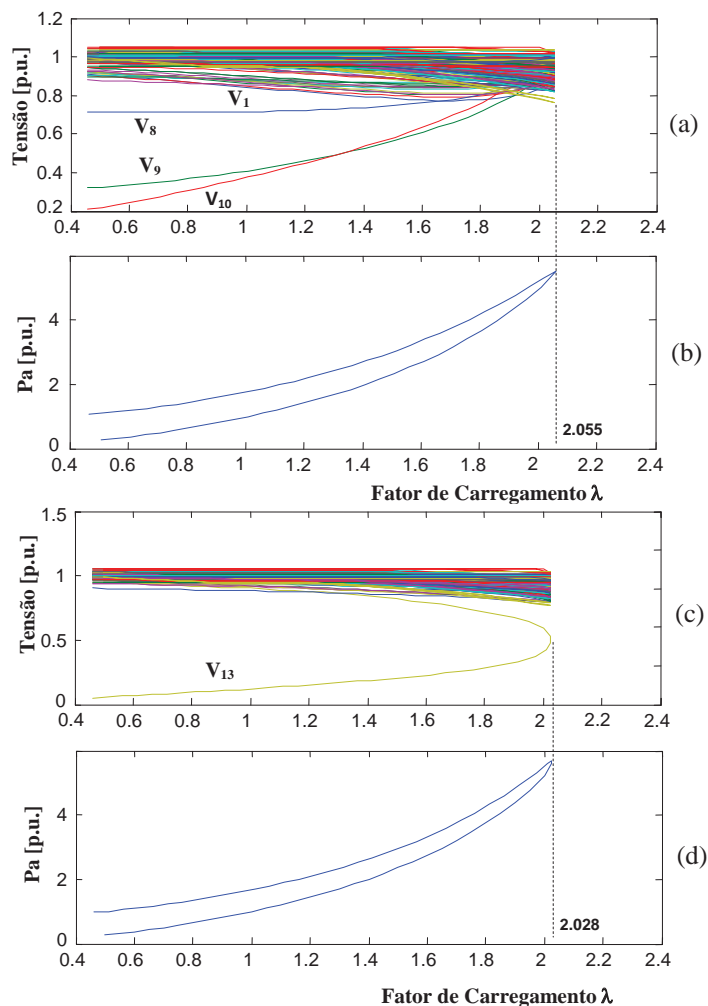 1.2
1
0.8
0.6
0.4
0.2
Tensão [p.u.]
V1
V8
V9
V10
(a)
0.4 0.6 0.8 1 1.2 1.4 1.6 1.8 2 2.2 2.4
4
2
0
Pa [p.u.]
(b)
2.055
0.4 0.6 0.8 1 1.2 1.4 1.6 1.8 2 2.2 2.4
Fator de Carregamento λ
1.5
1
0.5
0
Tensão [p.u.]
V13
(c)
0.4 0.6 0.8 1 1.2 1.4 1.6 1.8 2 2.2 2.4
4
2
0
Pa [p.u.]
(d)
2.028
0.4 0.6 0.8 1 1.2 1.4 1.6 1.8 2 2.2 2.4
Fator de Carregamento λ